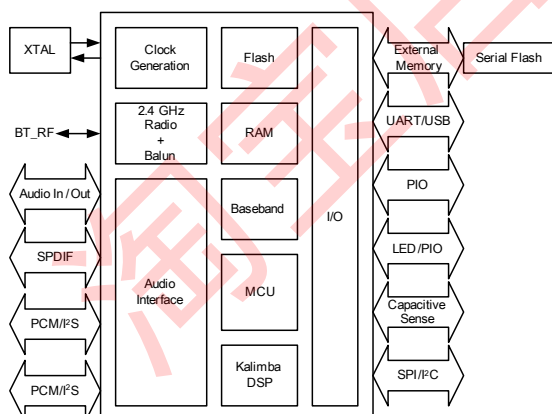 XTAL
Clock
Generation
Flash
External
Memory
Serial Flash
BT_RF
2.4 GHz
Radio
+
Balun
RAM
UART/USB
Audio In/Out
Baseband
I/O
PIO
SPDIF
Audio
Interface
MCU
LED/PIO
PCM/I²S
Capacitive
Sense
PCM/I²S
Kalimba
DSP
SPI/I²C